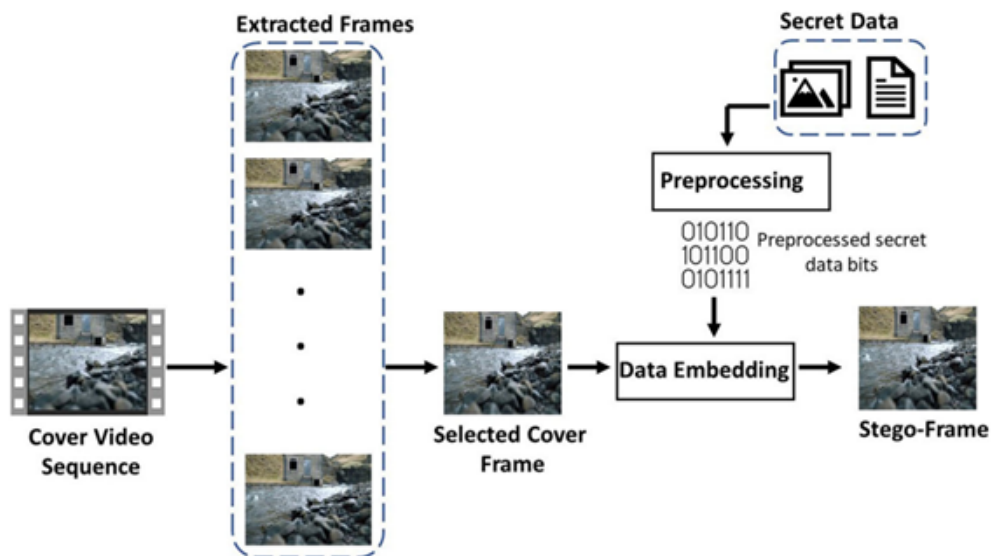 Extracted Frames
Secret Data
Preprocessing
010110
101100
0101111
Preprocessed secret
data bits
Cover Video
Sequence
Selected Cover
Frame
Data Embedding
Stego-Frame